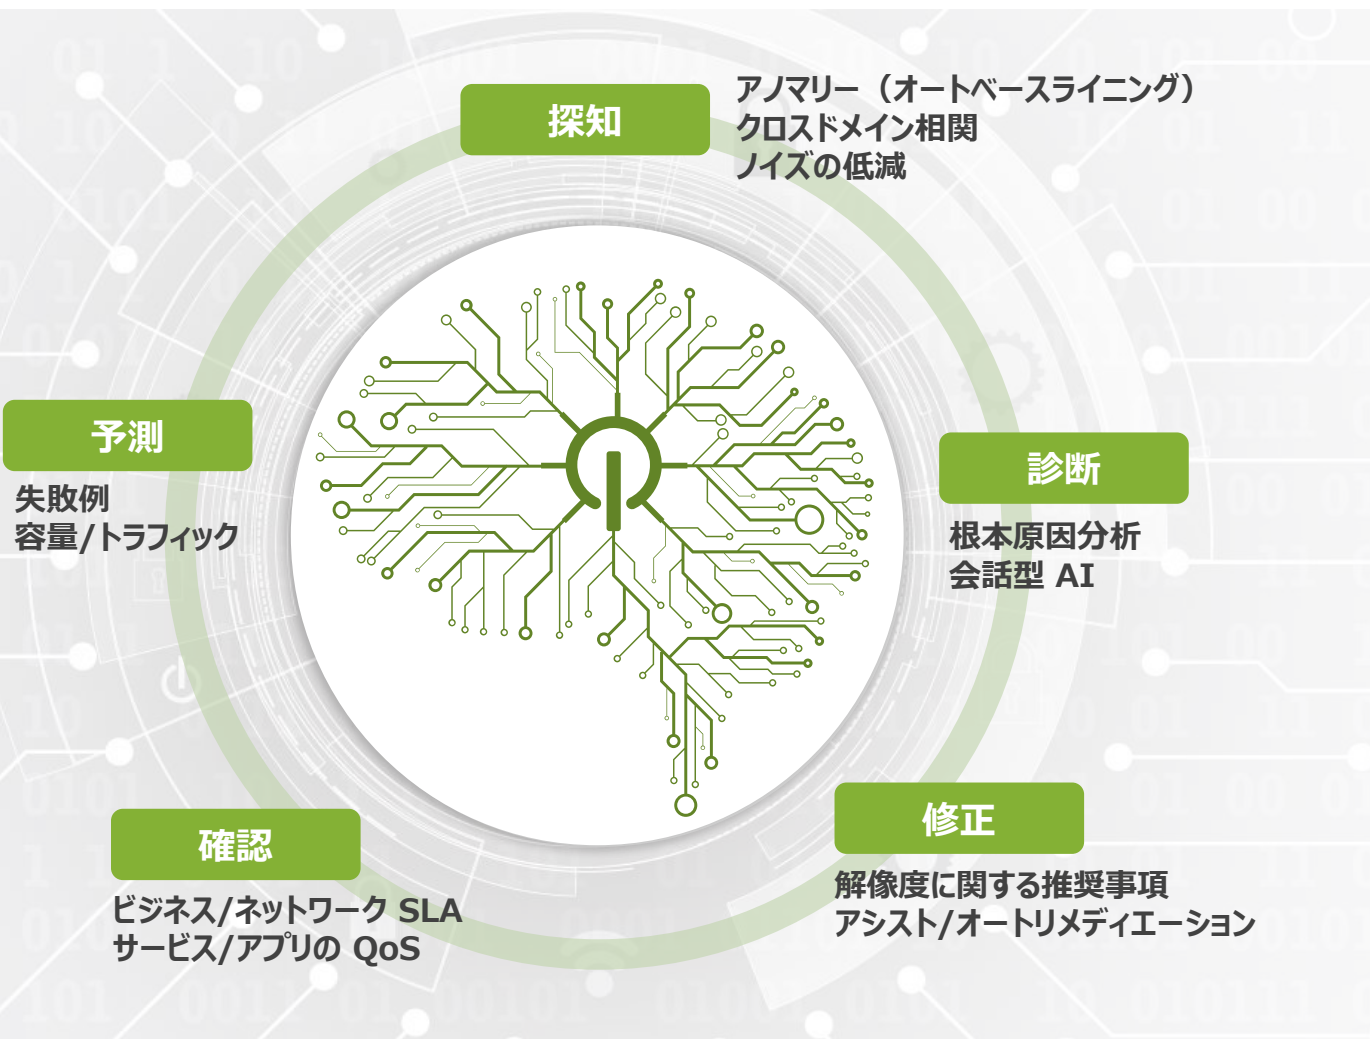 探知
アノマリー（オートベースライニング）
クロスドメイン相関
ノイズの低減
予測
失敗例
容量/トラフィック
診断
根本原因分析
会話型 AI
修正
解像度に関する推奨事項
アシスト/オートリメディエーション
確認
ビジネス/ネットワーク SLA
サービス/アプリの QoS